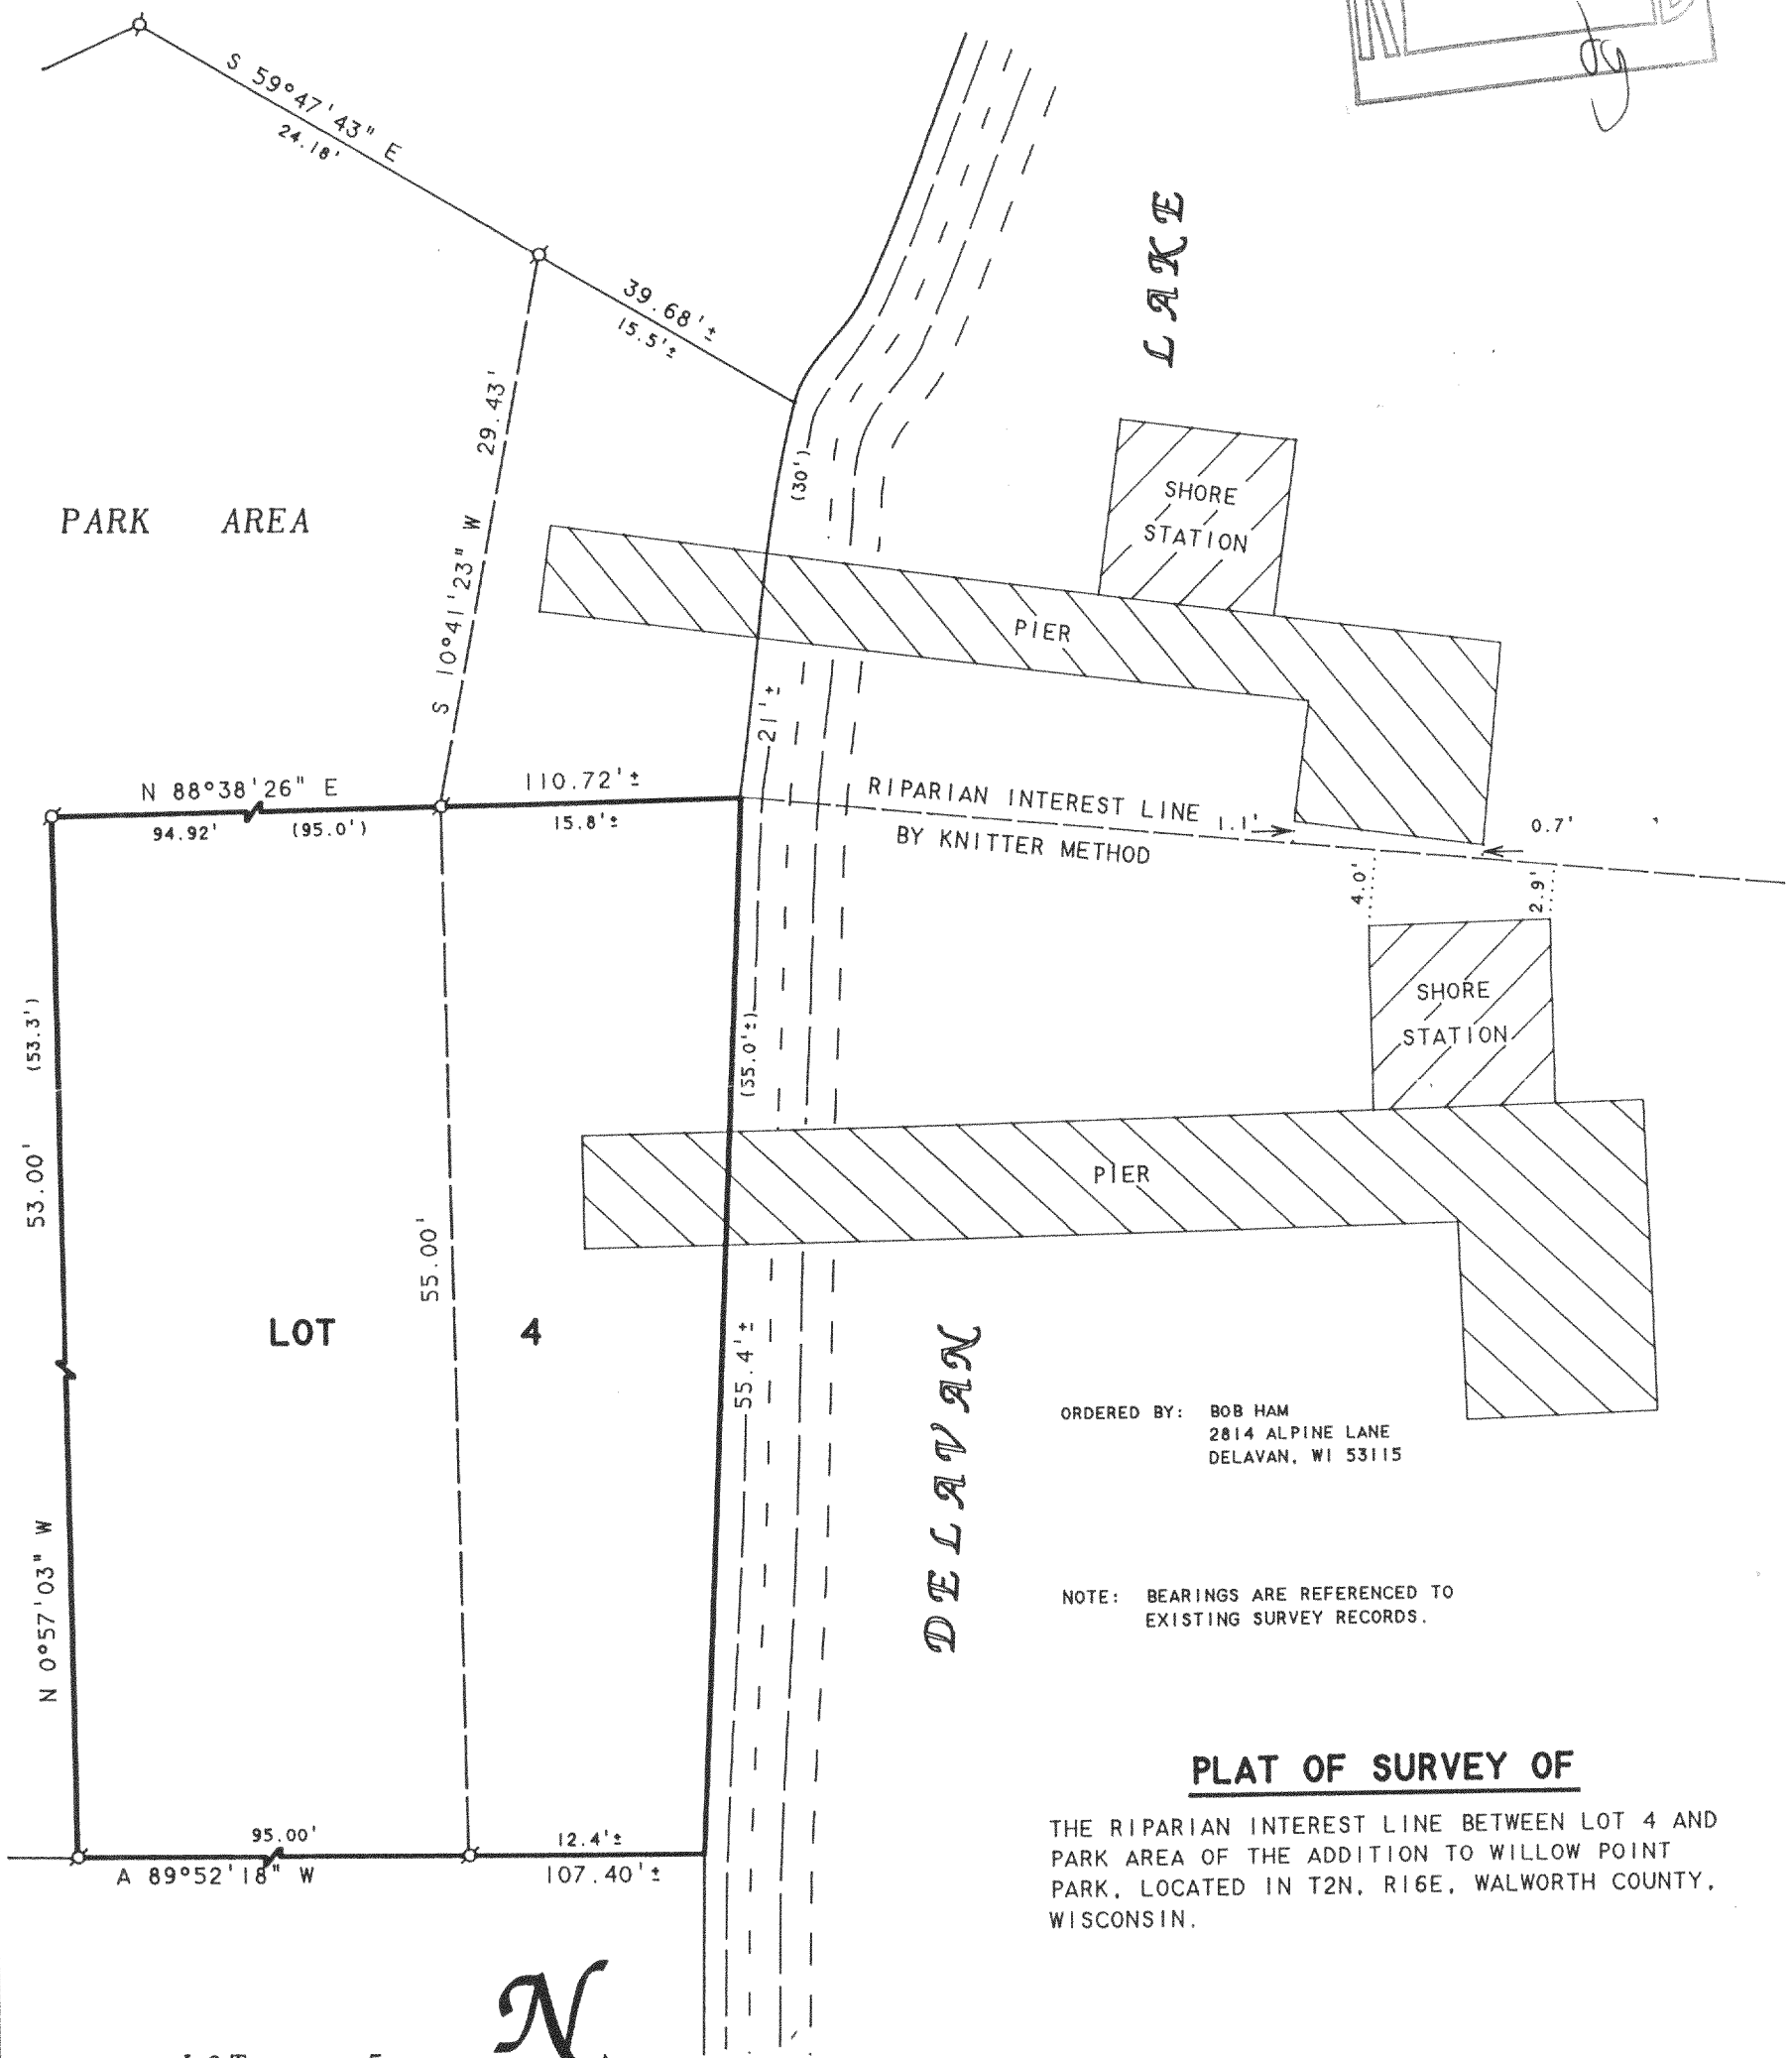 S 59°47'43" E
24.18'
39.68'±
15.5'±
LAKE
29.43'
(30')
SHORE
STATION
PARK AREA
S 10°41'23" W
PIER
21'±
N 88°38'26" E
110.72'±
94.92' (95.0')
15.8'±
RIPARIAN INTEREST LINE
BY KNITTER METHOD
1.1'
0.7'
4.0'
2.9'
SHORE
STATION
53.00' (53.3')
(55.0'±)
PIER
55.00'
LOT 4
55.4'±
DELAVAN
ORDERED BY: BOB HAM
2814 ALPINE LANE
DELAVAN, WI 53115
N 0°57'03" W
NOTE: BEARINGS ARE REFERENCED TO
EXISTING SURVEY RECORDS.
PLAT OF SURVEY OF
THE RIPARIAN INTEREST LINE BETWEEN LOT 4 AND
PARK AREA OF THE ADDITION TO WILLOW POINT
PARK, LOCATED IN T2N, R16E, WALWORTH COUNTY,
WISCONSIN.
95.00'
12.4'±
A 89°52'18" W
107.40'±
N